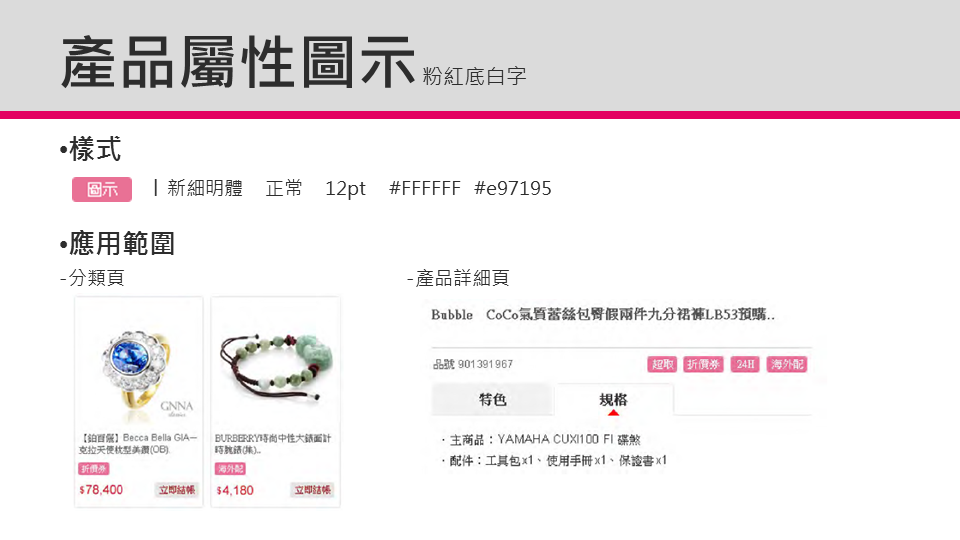 產品屬性圖示 粉紅底白字
•樣式
圖示 | 新細明體 正常 12pt #FFFFFF #e97195
•應用範圍
-分類頁
-產品詳細頁
GNNA
【鉑首羅】Becca Bella GIA一
克拉天使枕型美鑽(OB)
折價券
$78,400 立即結帳
BURBERRY時尚中性大錶面計
時腕錶(黑)..
海外配
$4,180 立即結帳
Bubble CoCo氣質蕾絲包臀假兩件九分裙褲LB53預購..
品號 901391967 超取 折價券 24H 海外配
特色 規格
．主商品：YAMAHA CUXI100 FI 碟煞
．配件：工具包x1、使用手冊x1、保證書x1